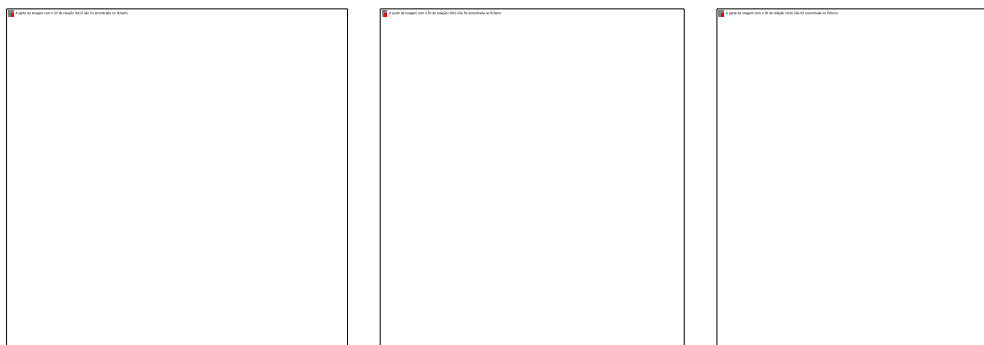 A parte da imagem com o ID de relação não foi encontrada no ficheiro.
A parte da imagem com o ID de relação não foi encontrada no ficheiro.
A parte da imagem com o ID de relação não foi encontrada no ficheiro.